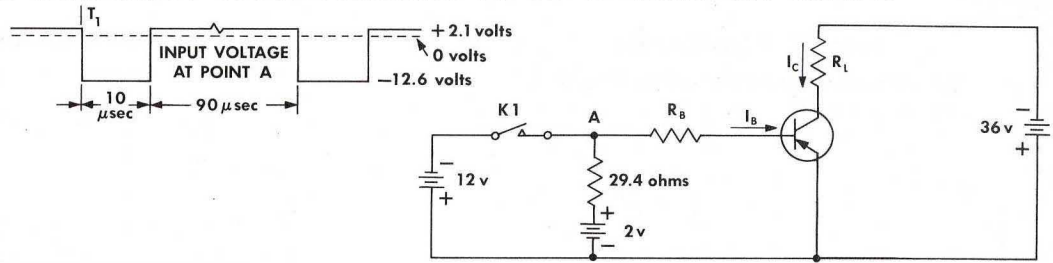 T1
+2.1 volts
0 volts
INPUT VOLTAGE
AT POINT A
−12.6 volts
10
μsec
90 μsec
K1
A
RB
IB
IC
RL
−
12 v
+
29.4 ohms
+
2 v
−
−
36 v
+